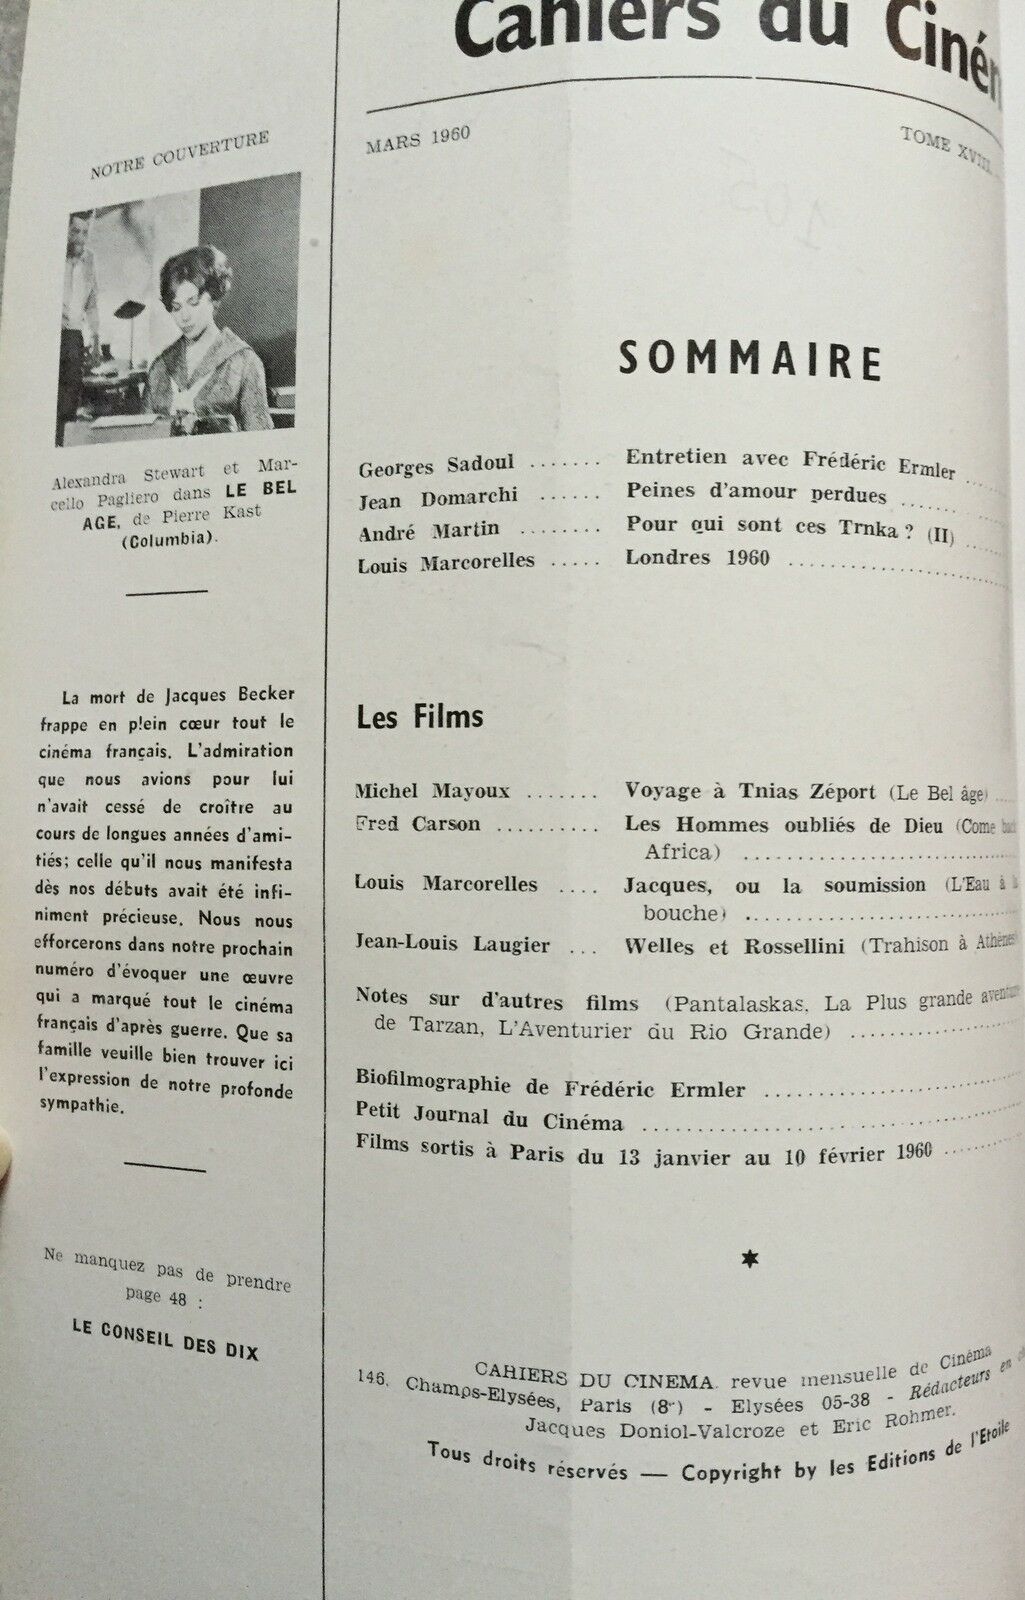 Cahiers du Ciném
MARS 1960
TOME XVIII
NOTRE COUVERTURE
Alexandra Stewart et Mar-
cello Pagliero dans LE BEL
AGE, de Pierre Kast
(Columbia).
La mort de Jacques Becker
frappe en plein cœur tout le
cinéma français. L'admiration
que nous avions pour lui
n'avait cessé de croître au
cours de longues années d'ami-
tiés; celle qu'il nous manifesta
dès nos débuts avait été infi-
niment précieuse. Nous nous
efforcerons dans notre prochain
numéro d'évoquer une œuvre
qui a marqué tout le cinéma
français d'après guerre. Que sa
famille veuille bien trouver ici
l'expression de notre profonde
sympathie.
Ne manquez pas de prendre
page 48 :
LE CONSEIL DES DIX
SOMMAIRE
Georges Sadoul ....... Entretien avec Frédéric Ermler .....
Jean Domarchi ...... Peines d'amour perdues ..........
André Martin ....... Pour qui sont ces Trnka ? (II) .....
Louis Marcorelles ..... Londres 1960 ....................
Les Films
Michel Mayoux ....... Voyage à Tnias Zéport (Le Bel âge) ...
Fred Carson .......... Les Hommes oubliés de Dieu (Come back
Africa) .........................
Louis Marcorelles .... Jacques, ou la soumission (L'Eau à la
bouche) .........................
Jean-Louis Laugier ... Welles et Rossellini (Trahison à Athènes)
Notes sur d'autres films (Pantalaskas, La Plus grande aventure
de Tarzan, L'Aventurier du Rio Grande) ...............
Biofilmographie de Frédéric Ermler .......................
Petit Journal du Cinéma ..................................
Films sortis à Paris du 13 janvier au 10 février 1960 .......
CAHIERS DU CINEMA, revue mensuelle de Cinéma
146, Champs-Elysées, Paris (8e) - Elysées 05-38 - Rédacteurs en
Jacques Doniol-Valcroze et Eric Rohmer.
Tous droits réservés — Copyright by les Editions de l'Etoile